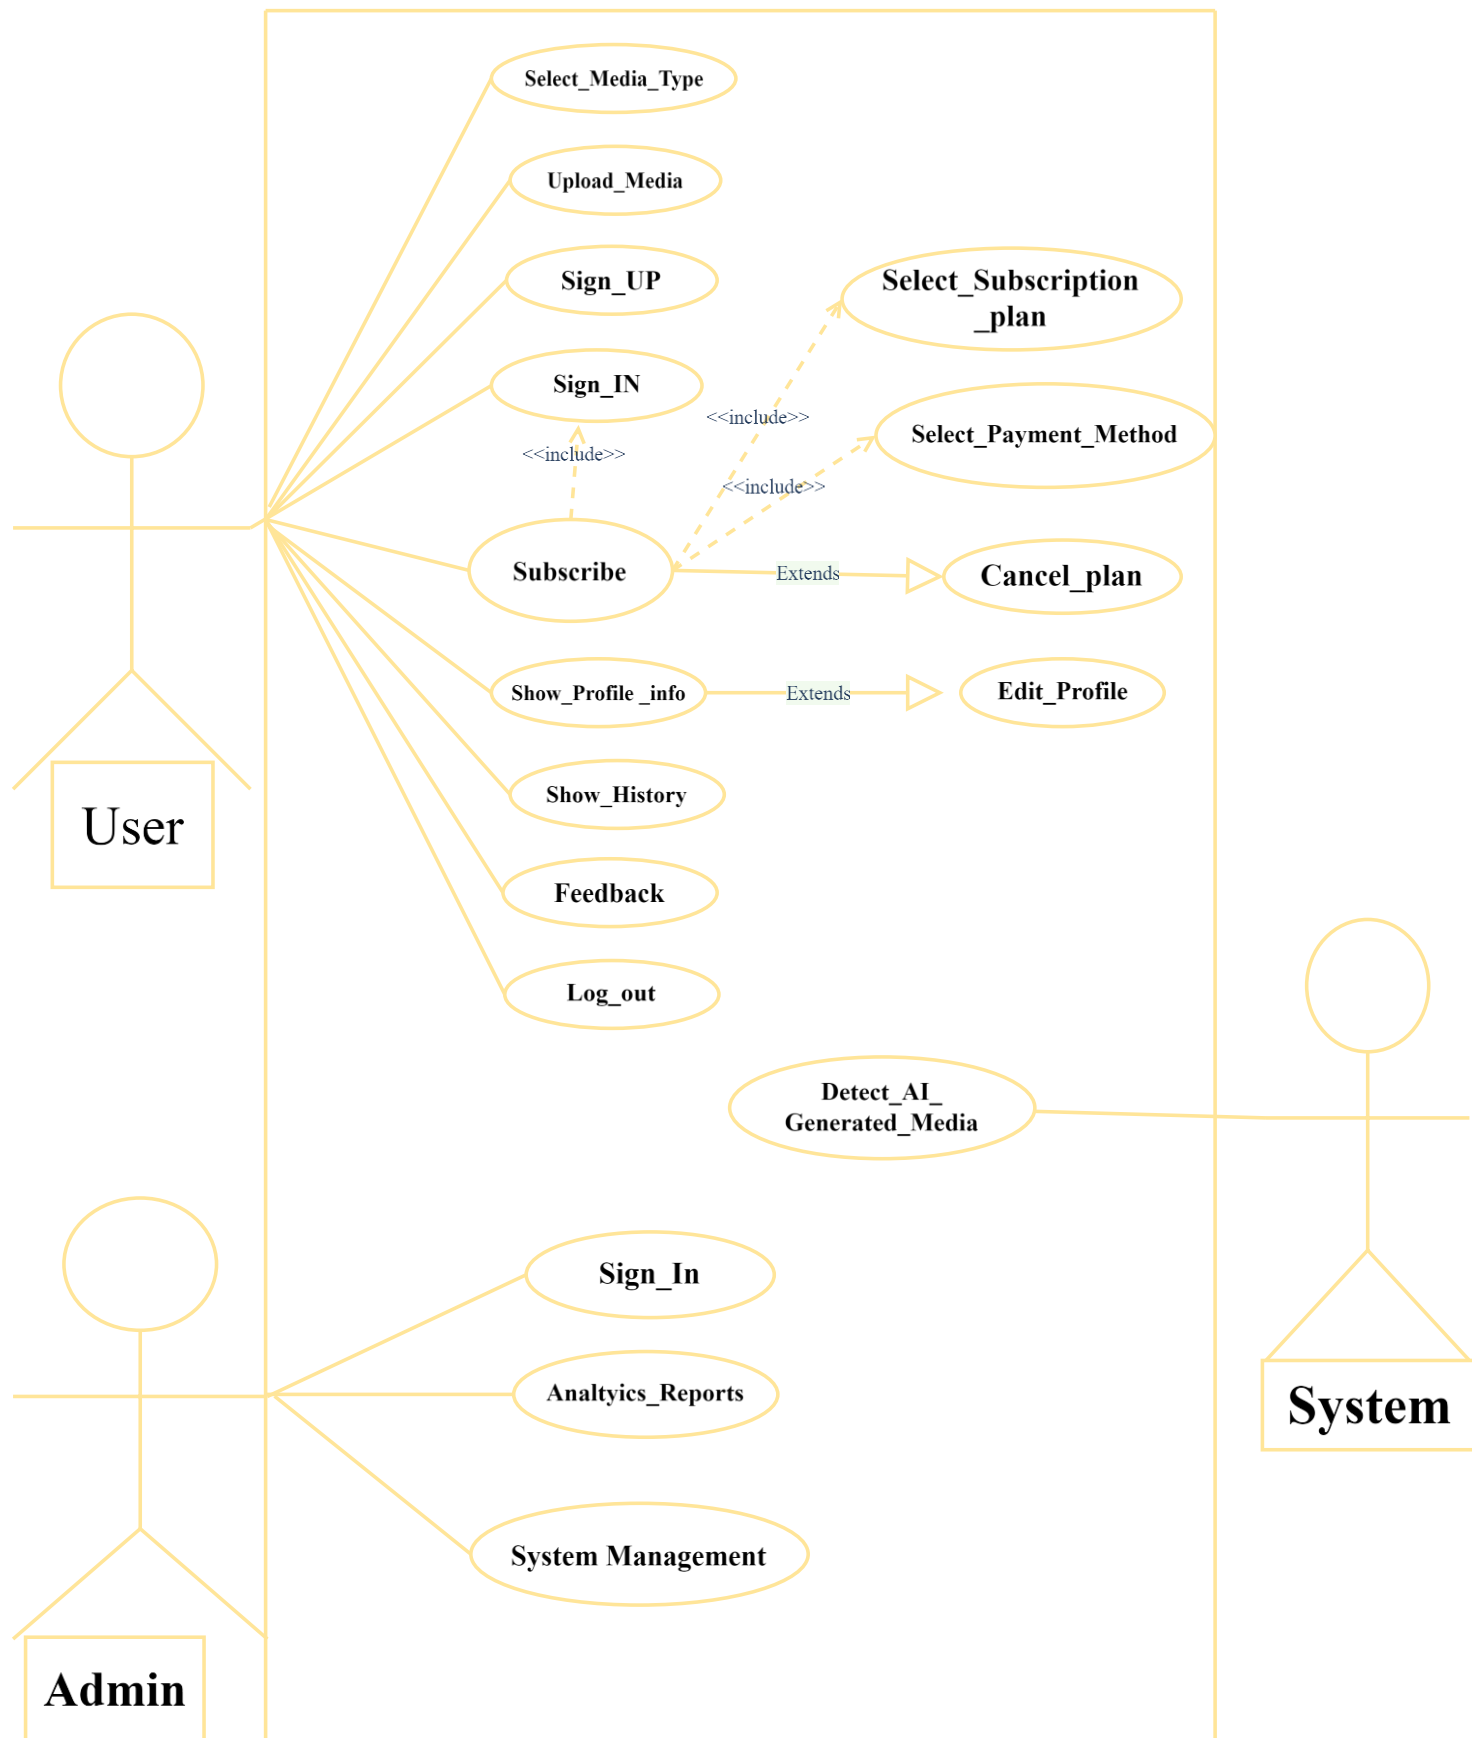 Select_Media_Type
Upload_Media
Sign_UP
Select_Subscription
_plan
Sign_IN
<<include>>
Select_Payment_Method
<<include>>
<<include>>
Subscribe
Extends
Cancel_plan
Show_Profile _info
Extends
Edit_Profile
Show_History
User
Feedback
Log_out
Detect_AI_
Generated_Media
Sign_In
Analtyics_Reports
System
System Management
Admin